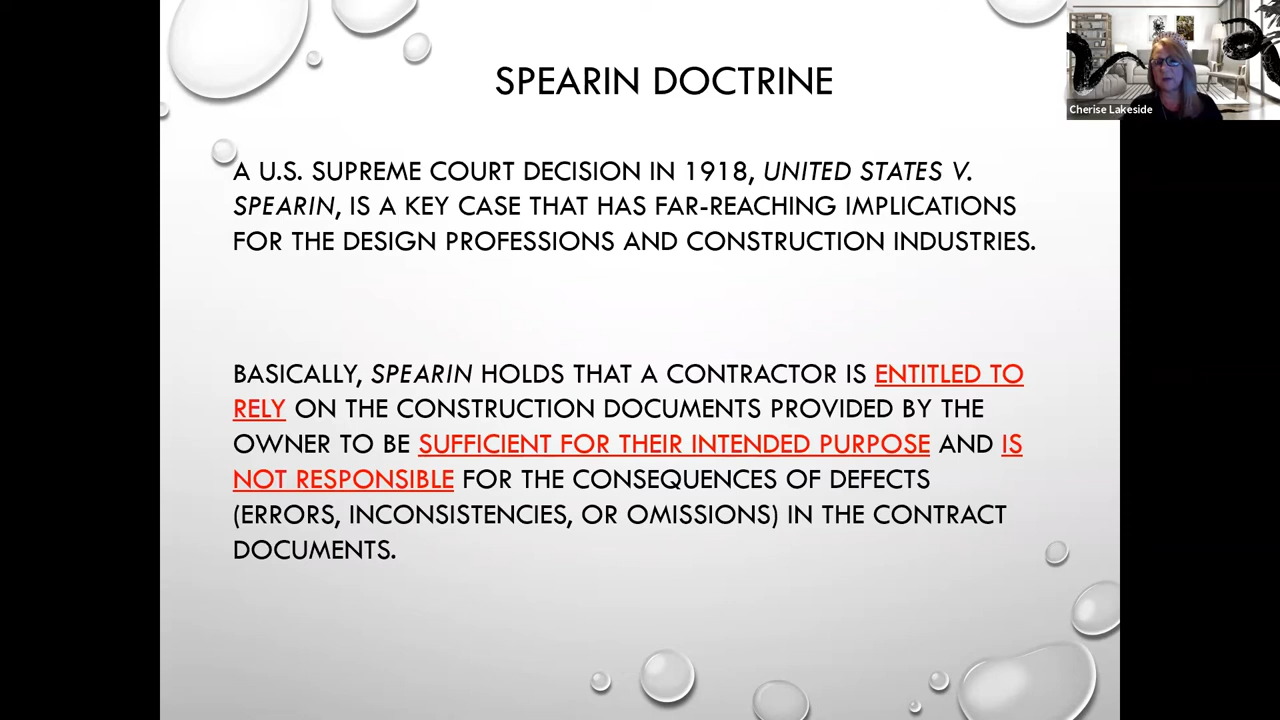 SPEARIN DOCTRINE
Cherise Lakeside
A U.S. SUPREME COURT DECISION IN 1918, UNITED STATES V.
SPEARIN, IS A KEY CASE THAT HAS FAR-REACHING IMPLICATIONS
FOR THE DESIGN PROFESSIONS AND CONSTRUCTION INDUSTRIES.
BASICALLY, SPEARIN HOLDS THAT A CONTRACTOR IS ENTITLED TO
RELY ON THE CONSTRUCTION DOCUMENTS PROVIDED BY THE
OWNER TO BE SUFFICIENT FOR THEIR INTENDED PURPOSE AND IS
NOT RESPONSIBLE FOR THE CONSEQUENCES OF DEFECTS
(ERRORS, INCONSISTENCIES, OR OMISSIONS) IN THE CONTRACT
DOCUMENTS.